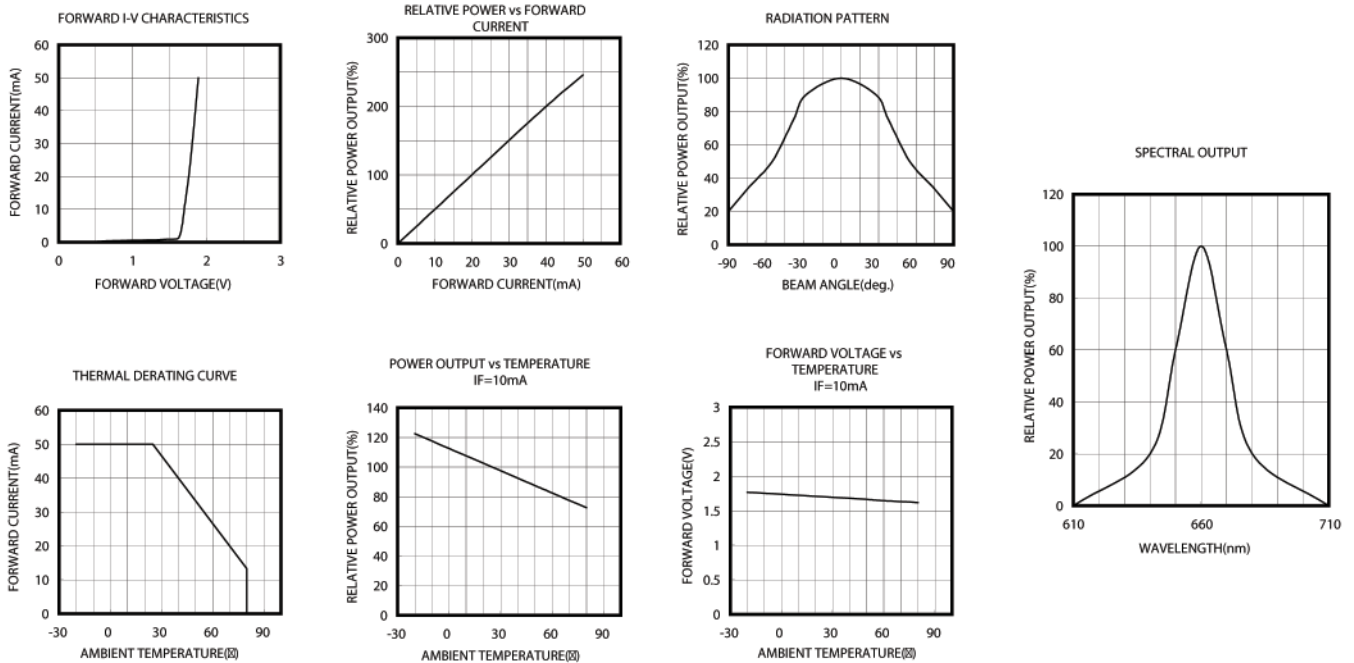 FORWARD I-V CHARACTERISTICS
60
50
40
30
20
10
0
FORWARD CURRENT(mA)
0
1
2
3
FORWARD VOLTAGE(V)
RELATIVE POWER vs FORWARD
CURRENT
300
200
100
0
RELATIVE POWER OUTPUT(%)
0 10 20 30 40 50 60
FORWARD CURRENT(mA)
RADIATION PATTERN
120
100
80
60
40
20
0
RELATIVE POWER OUTPUT(%)
-90 -60 -30 0 30 60 90
BEAM ANGLE(deg.)
SPECTRAL OUTPUT
120
100
80
60
40
20
0
RELATIVE POWER OUTPUT(%)
610 660 710
WAVELENGTH(nm)
THERMAL DERATING CURVE
60
50
40
30
20
10
0
FORWARD CURRENT(mA)
-30 0 30 60 90
AMBIENT TEMPERATURE(☒)
POWER OUTPUT vs TEMPERATURE
IF=10mA
140
120
100
80
60
40
20
0
RELATIVE POWER OUTPUT(%)
-30 0 30 60 90
AMBIENT TEMPERATURE(☒)
FORWARD VOLTAGE vs
TEMPERATURE
IF=10mA
3
2.5
2
1.5
1
0.5
0
FORWARD VOLTAGE(V)
-30 0 30 60 90
AMBIENT TEMPERATURE(☒)